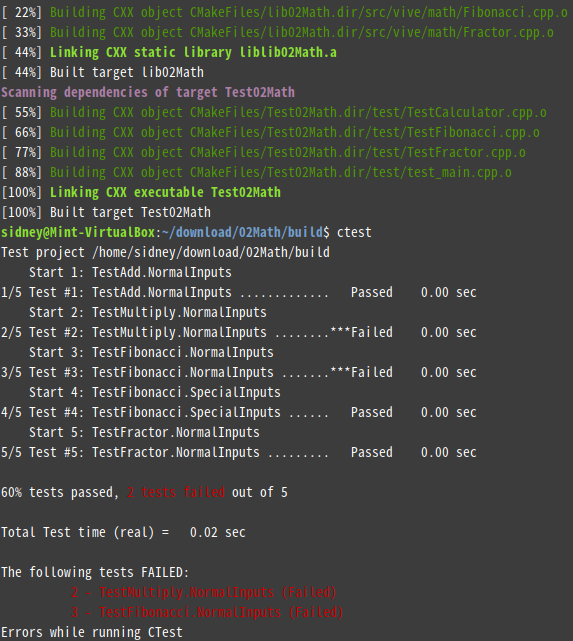 [ 22%] Building CXX object CMakeFiles/lib02Math.dir/src/vive/math/Fibonacci.cpp.o
[ 33%] Building CXX object CMakeFiles/lib02Math.dir/src/vive/math/Fractor.cpp.o
[ 44%] Linking CXX static library liblib02Math.a
[ 44%] Built target lib02Math
Scanning dependencies of target Test02Math
[ 55%] Building CXX object CMakeFiles/Test02Math.dir/test/TestCalculator.cpp.o
[ 66%] Building CXX object CMakeFiles/Test02Math.dir/test/TestFibonacci.cpp.o
[ 77%] Building CXX object CMakeFiles/Test02Math.dir/test/TestFractor.cpp.o
[ 88%] Building CXX object CMakeFiles/Test02Math.dir/test/test_main.cpp.o
[100%] Linking CXX executable Test02Math
[100%] Built target Test02Math
sidney@Mint-VirtualBox:~/download/02Math/build$ ctest
Test project /home/sidney/download/02Math/build
    Start 1: TestAdd.NormalInputs
1/5 Test #1: TestAdd.NormalInputs .............   Passed    0.00 sec
    Start 2: TestMultiply.NormalInputs
2/5 Test #2: TestMultiply.NormalInputs ........***Failed    0.00 sec
    Start 3: TestFibonacci.NormalInputs
3/5 Test #3: TestFibonacci.NormalInputs .......***Failed    0.00 sec
    Start 4: TestFibonacci.SpecialInputs
4/5 Test #4: TestFibonacci.SpecialInputs ......   Passed    0.00 sec
    Start 5: TestFractor.NormalInputs
5/5 Test #5: TestFractor.NormalInputs .........   Passed    0.00 sec

60% tests passed, 2 tests failed out of 5

Total Test time (real) =   0.02 sec

The following tests FAILED:
          2 - TestMultiply.NormalInputs (Failed)
          3 - TestFibonacci.NormalInputs (Failed)
Errors while running CTest